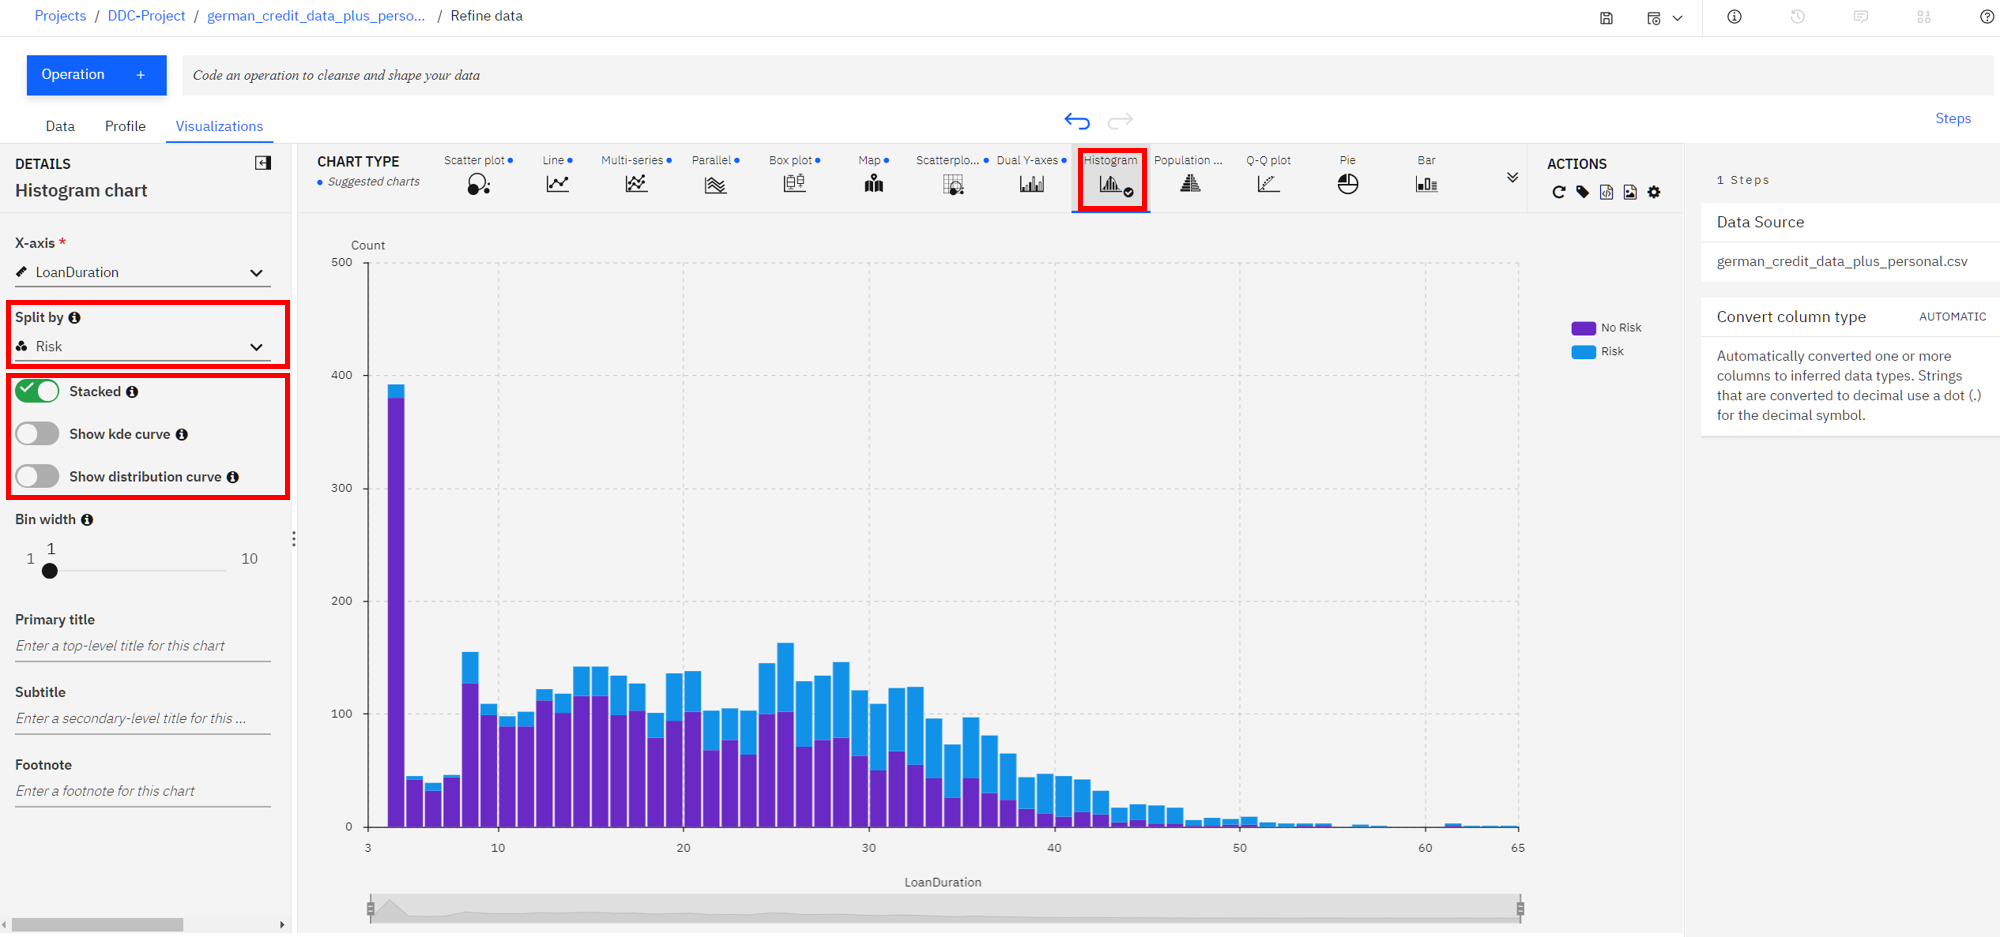 Projects / DDC-Project / german_credit_data_plus_perso... / Refine data
Operation +
Code an operation to cleanse and shape your data
Data Profile Visualizations
Steps
DETAILS
Histogram chart
X-axis *
LoanDuration
Split by
Risk
Stacked
Show kde curve
Show distribution curve
Bin width
1
1 10
Primary title
Enter a top-level title for this chart
Subtitle
Enter a secondary-level title for this ...
Footnote
Enter a footnote for this chart
CHART TYPE
Suggested charts
Scatter plot Line Multi-series Parallel Box plot Map Scatterplo... Dual Y-axes Histogram Population ... Q-Q plot Pie Bar
ACTIONS
Count
500
400
300
200
100
0
3 10 20 30 40 50 60 65
LoanDuration
No Risk
Risk
1 Steps
Data Source
german_credit_data_plus_personal.csv
Convert column type AUTOMATIC
Automatically converted one or more
columns to inferred data types. Strings
that are converted to decimal use a dot (.)
for the decimal symbol.